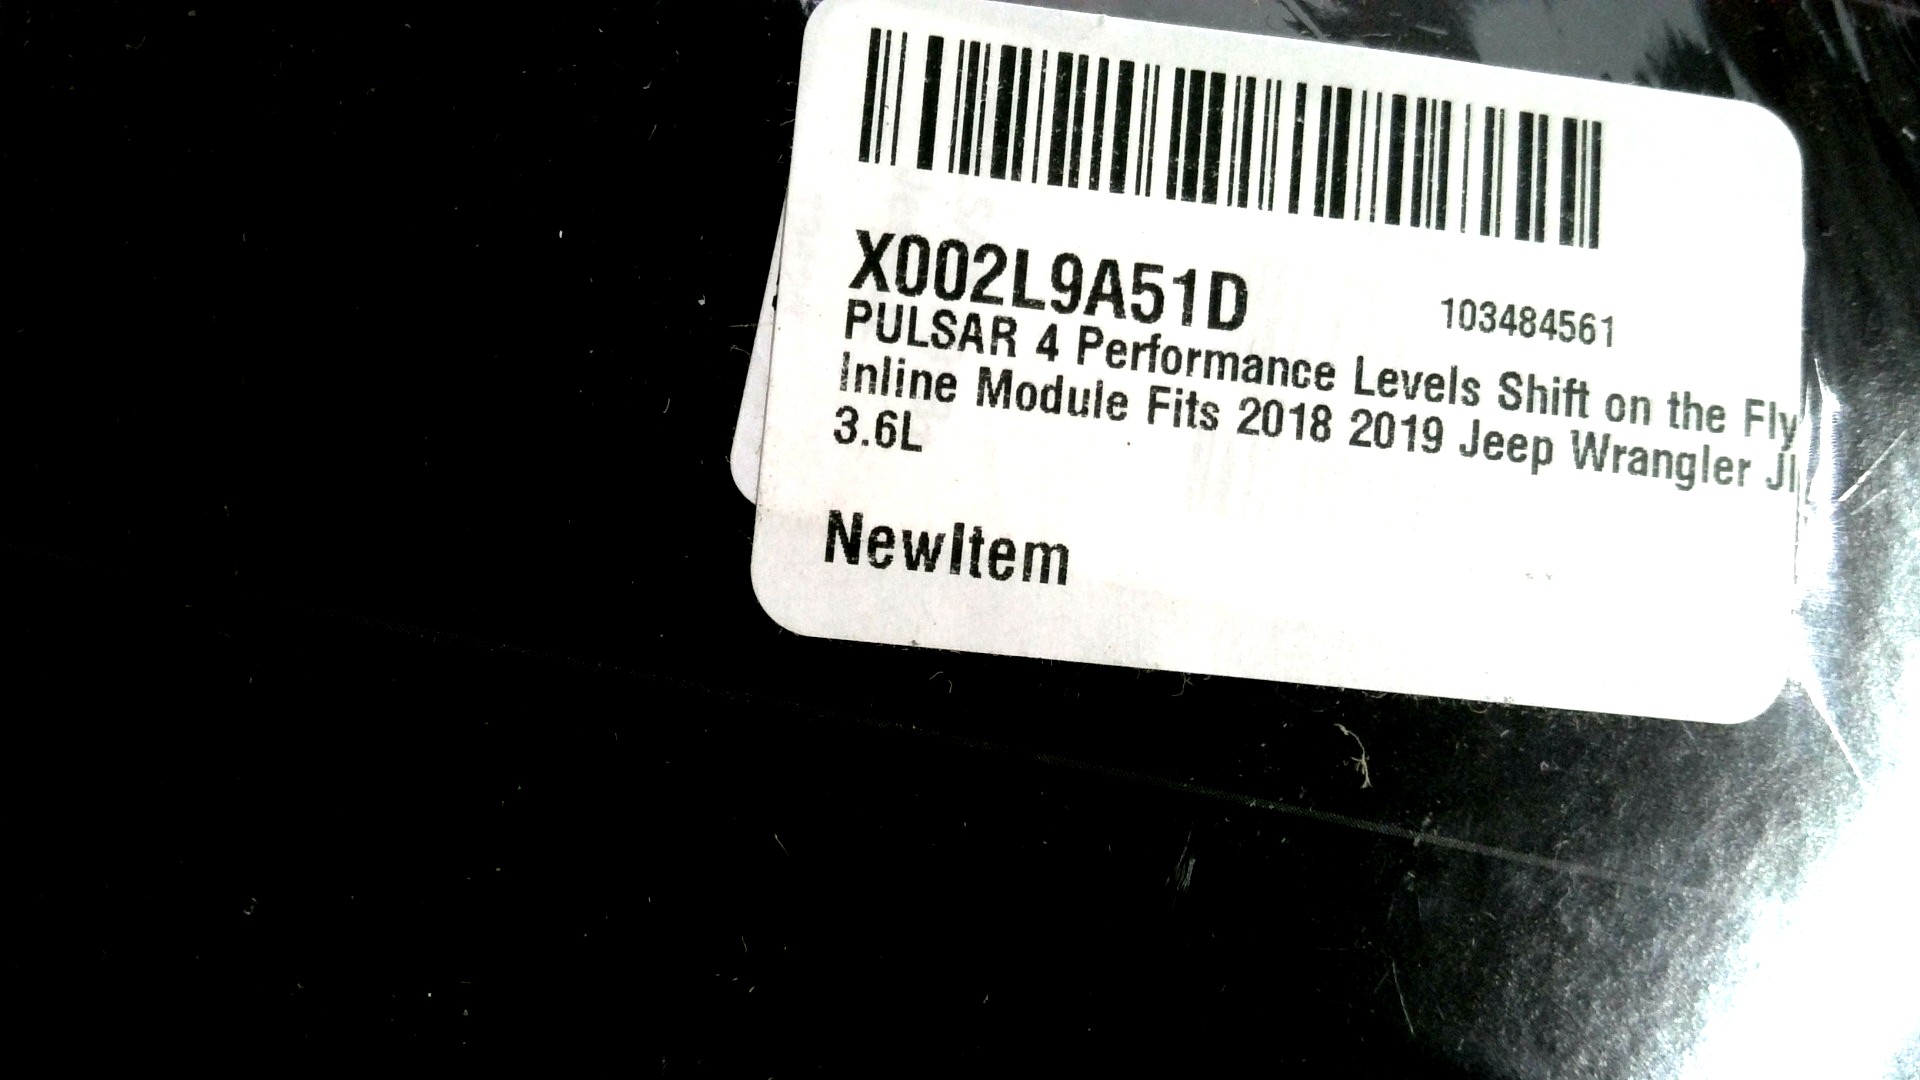 X002L9A51D
103484561
PULSAR 4 Performance Levels Shift on the Fly
Inline Module Fits 2018 2019 Jeep Wrangler JL
3.6L
NewItem